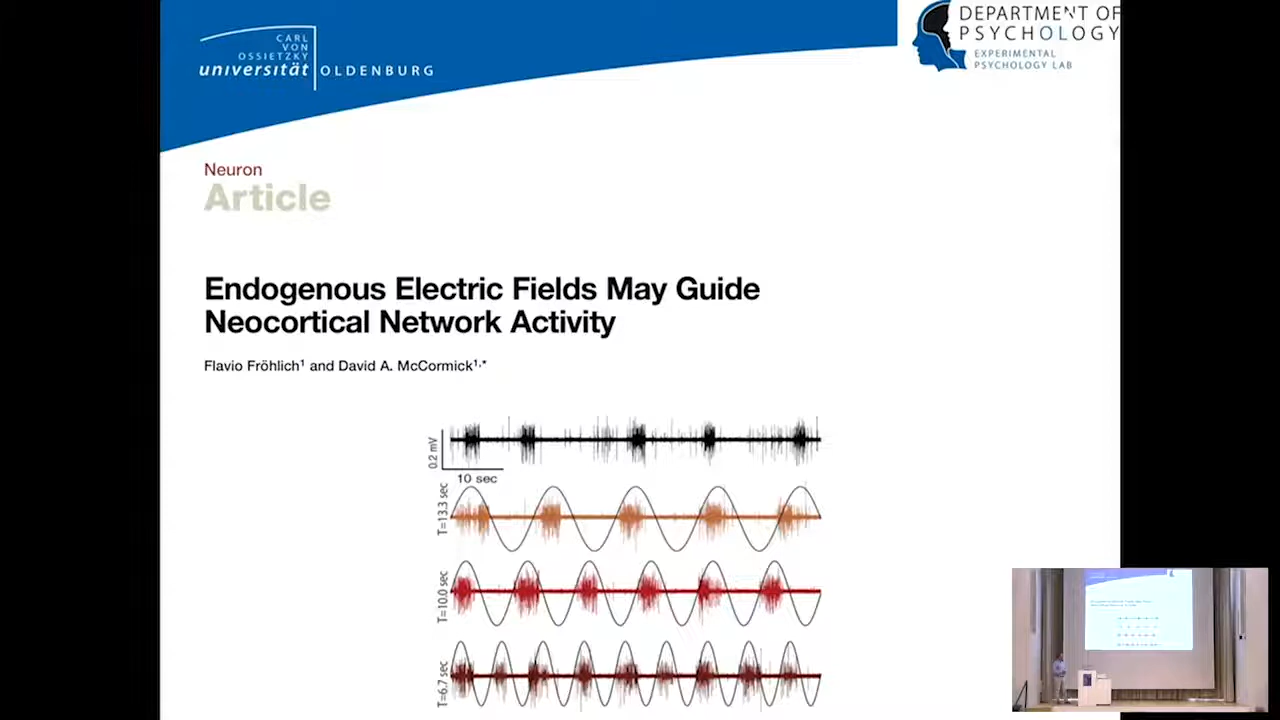 CARL
VON
OSSIETZKY
universität OLDENBURG
DEPARTMENT OF
PSYCHOLOGY
EXPERIMENTAL
PSYCHOLOGY LAB
Neuron
Article
Endogenous Electric Fields May Guide
Neocortical Network Activity
Flavio Fröhlich¹ and David A. McCormick¹,*
0.2 mV
10 sec
T=13.3 sec
T=10.0 sec
T=6.7 sec